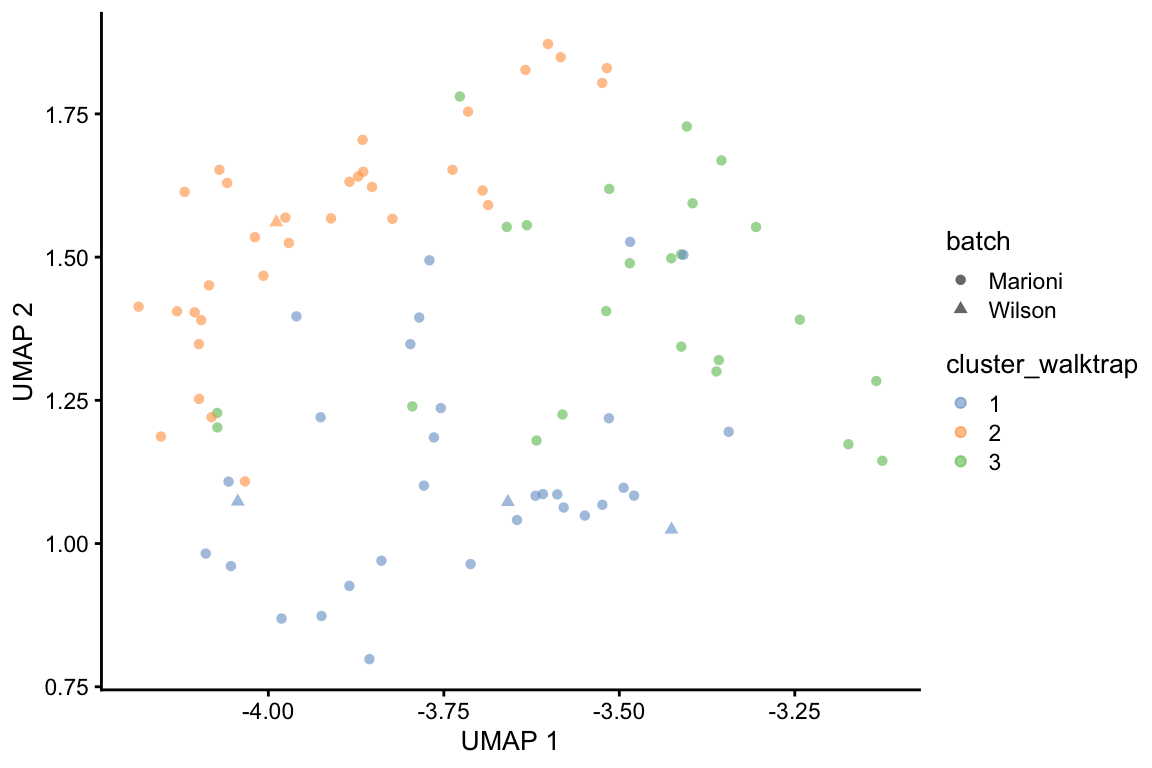 1.75
1.50
1.25
1.00
0.75
UMAP 2
-4.00
-3.75
-3.50
-3.25
UMAP 1
batch
Marioni
Wilson
cluster_walktrap
1
2
3